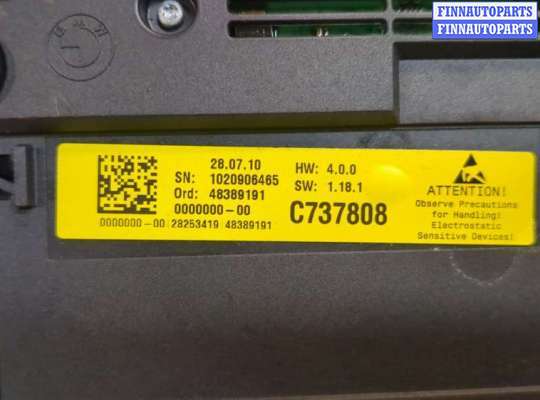 FINNAUTOPARTS
FINNAUTOPARTS
28.07.10
SN: 1020906465
Ord: 48389191
0000000-00
0000000-00 28253419 48389191
HW: 4.0.0
SW: 1.18.1
C737808
ATTENTION!
Observe Precautions
for Handling!
Electrostatic
Sensitive Devices!